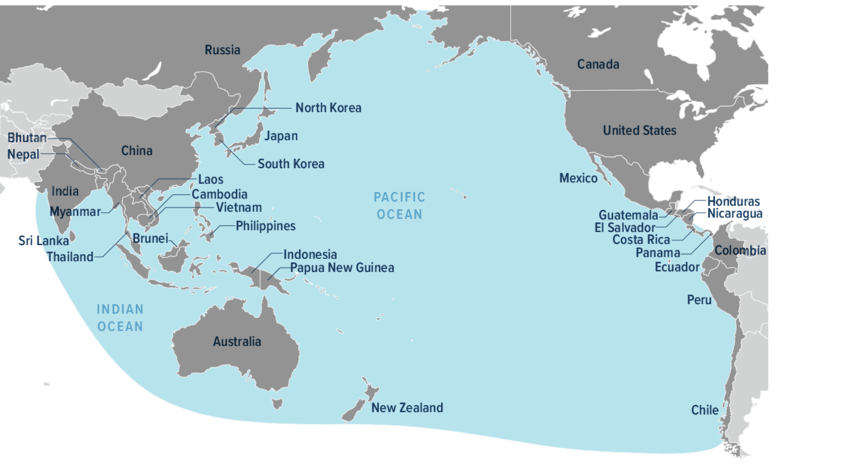 Russia
Canada
North Korea
United States
Japan
Bhutan
China
Nepal
South Korea
Mexico
Laos
India
Cambodia
PACIFIC
OCEAN
Honduras
Vietnam
Myanmar
Guatemala
Nicaragua
Philippines
El Salvador
Sri Lanka
Brunei
Costa Rica
Thailand
Indonesia
Panama
Colombia
Papua New Guinea
Ecuador
Peru
INDIAN
OCEAN
Australia
New Zealand
Chile